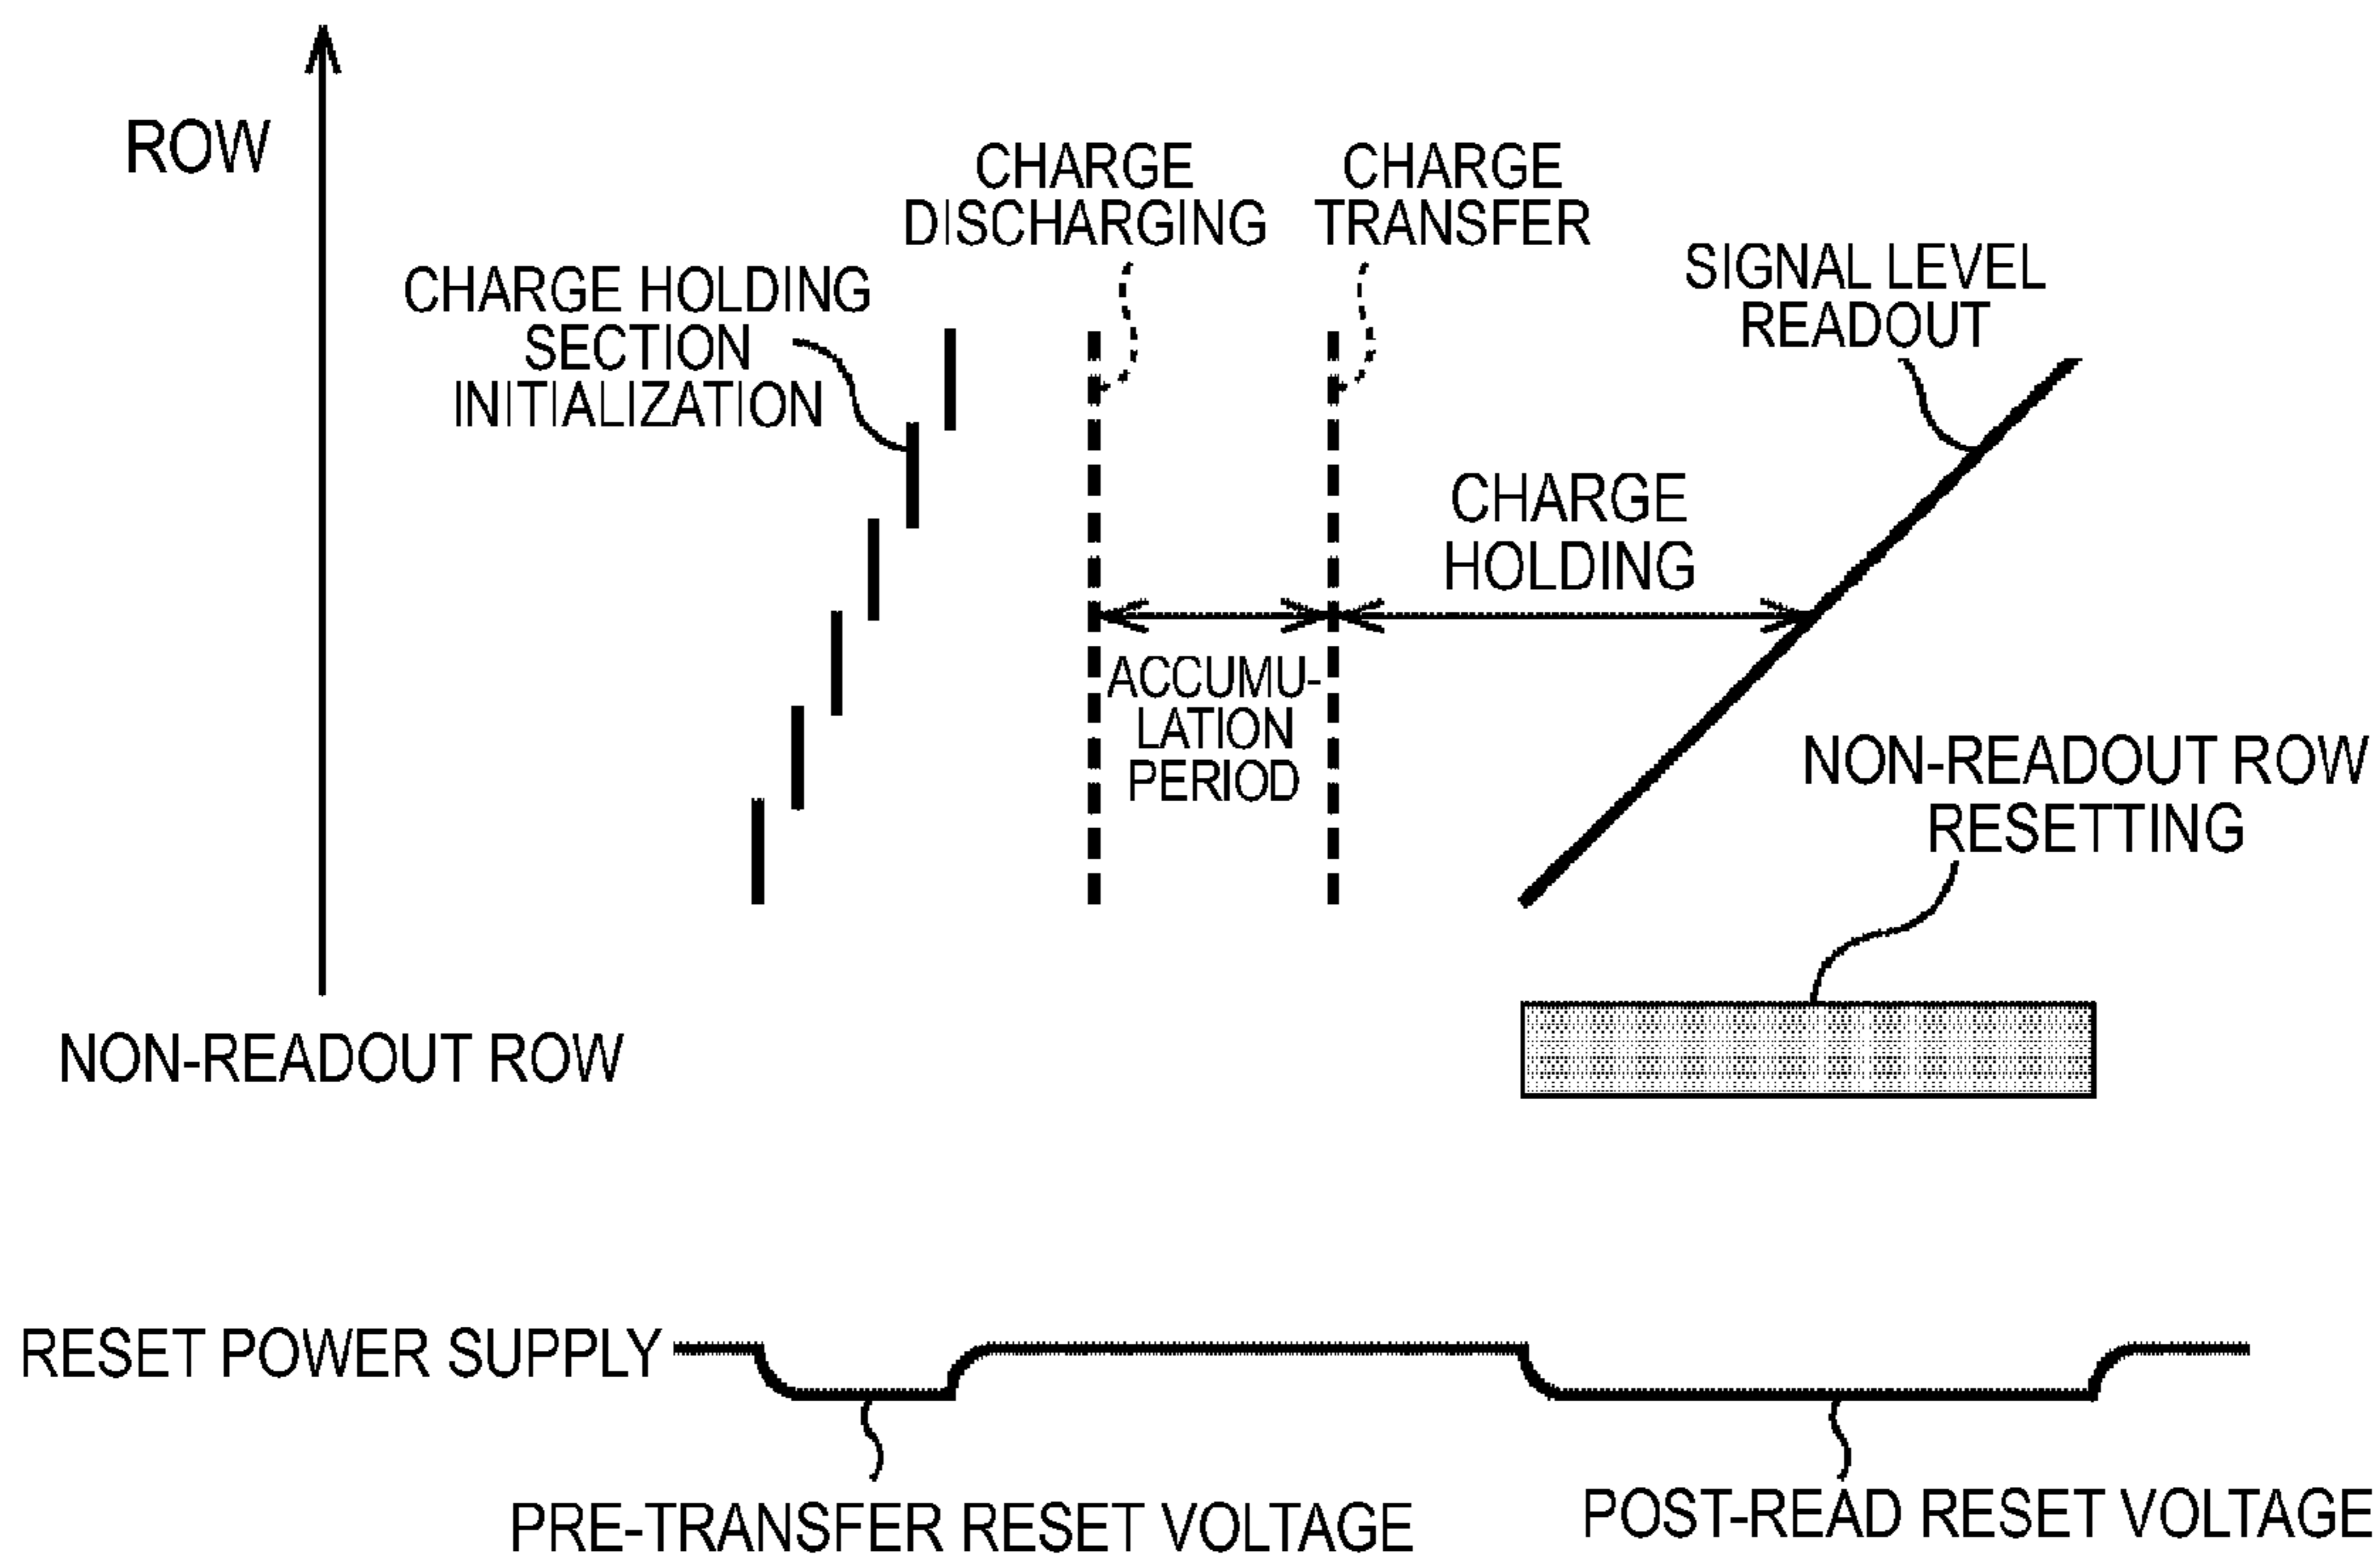 ROW
CHARGE
DISCHARGING
CHARGE
TRANSFER
SIGNAL LEVEL
READOUT
CHARGE HOLDING
SECTION
INITIALIZATION
CHARGE
HOLDING
ACCUMU-
LATION
PERIOD
NON-READOUT ROW
RESETTING
NON-READOUT ROW
RESET POWER SUPPLY
PRE-TRANSFER RESET VOLTAGE
POST-READ RESET VOLTAGE